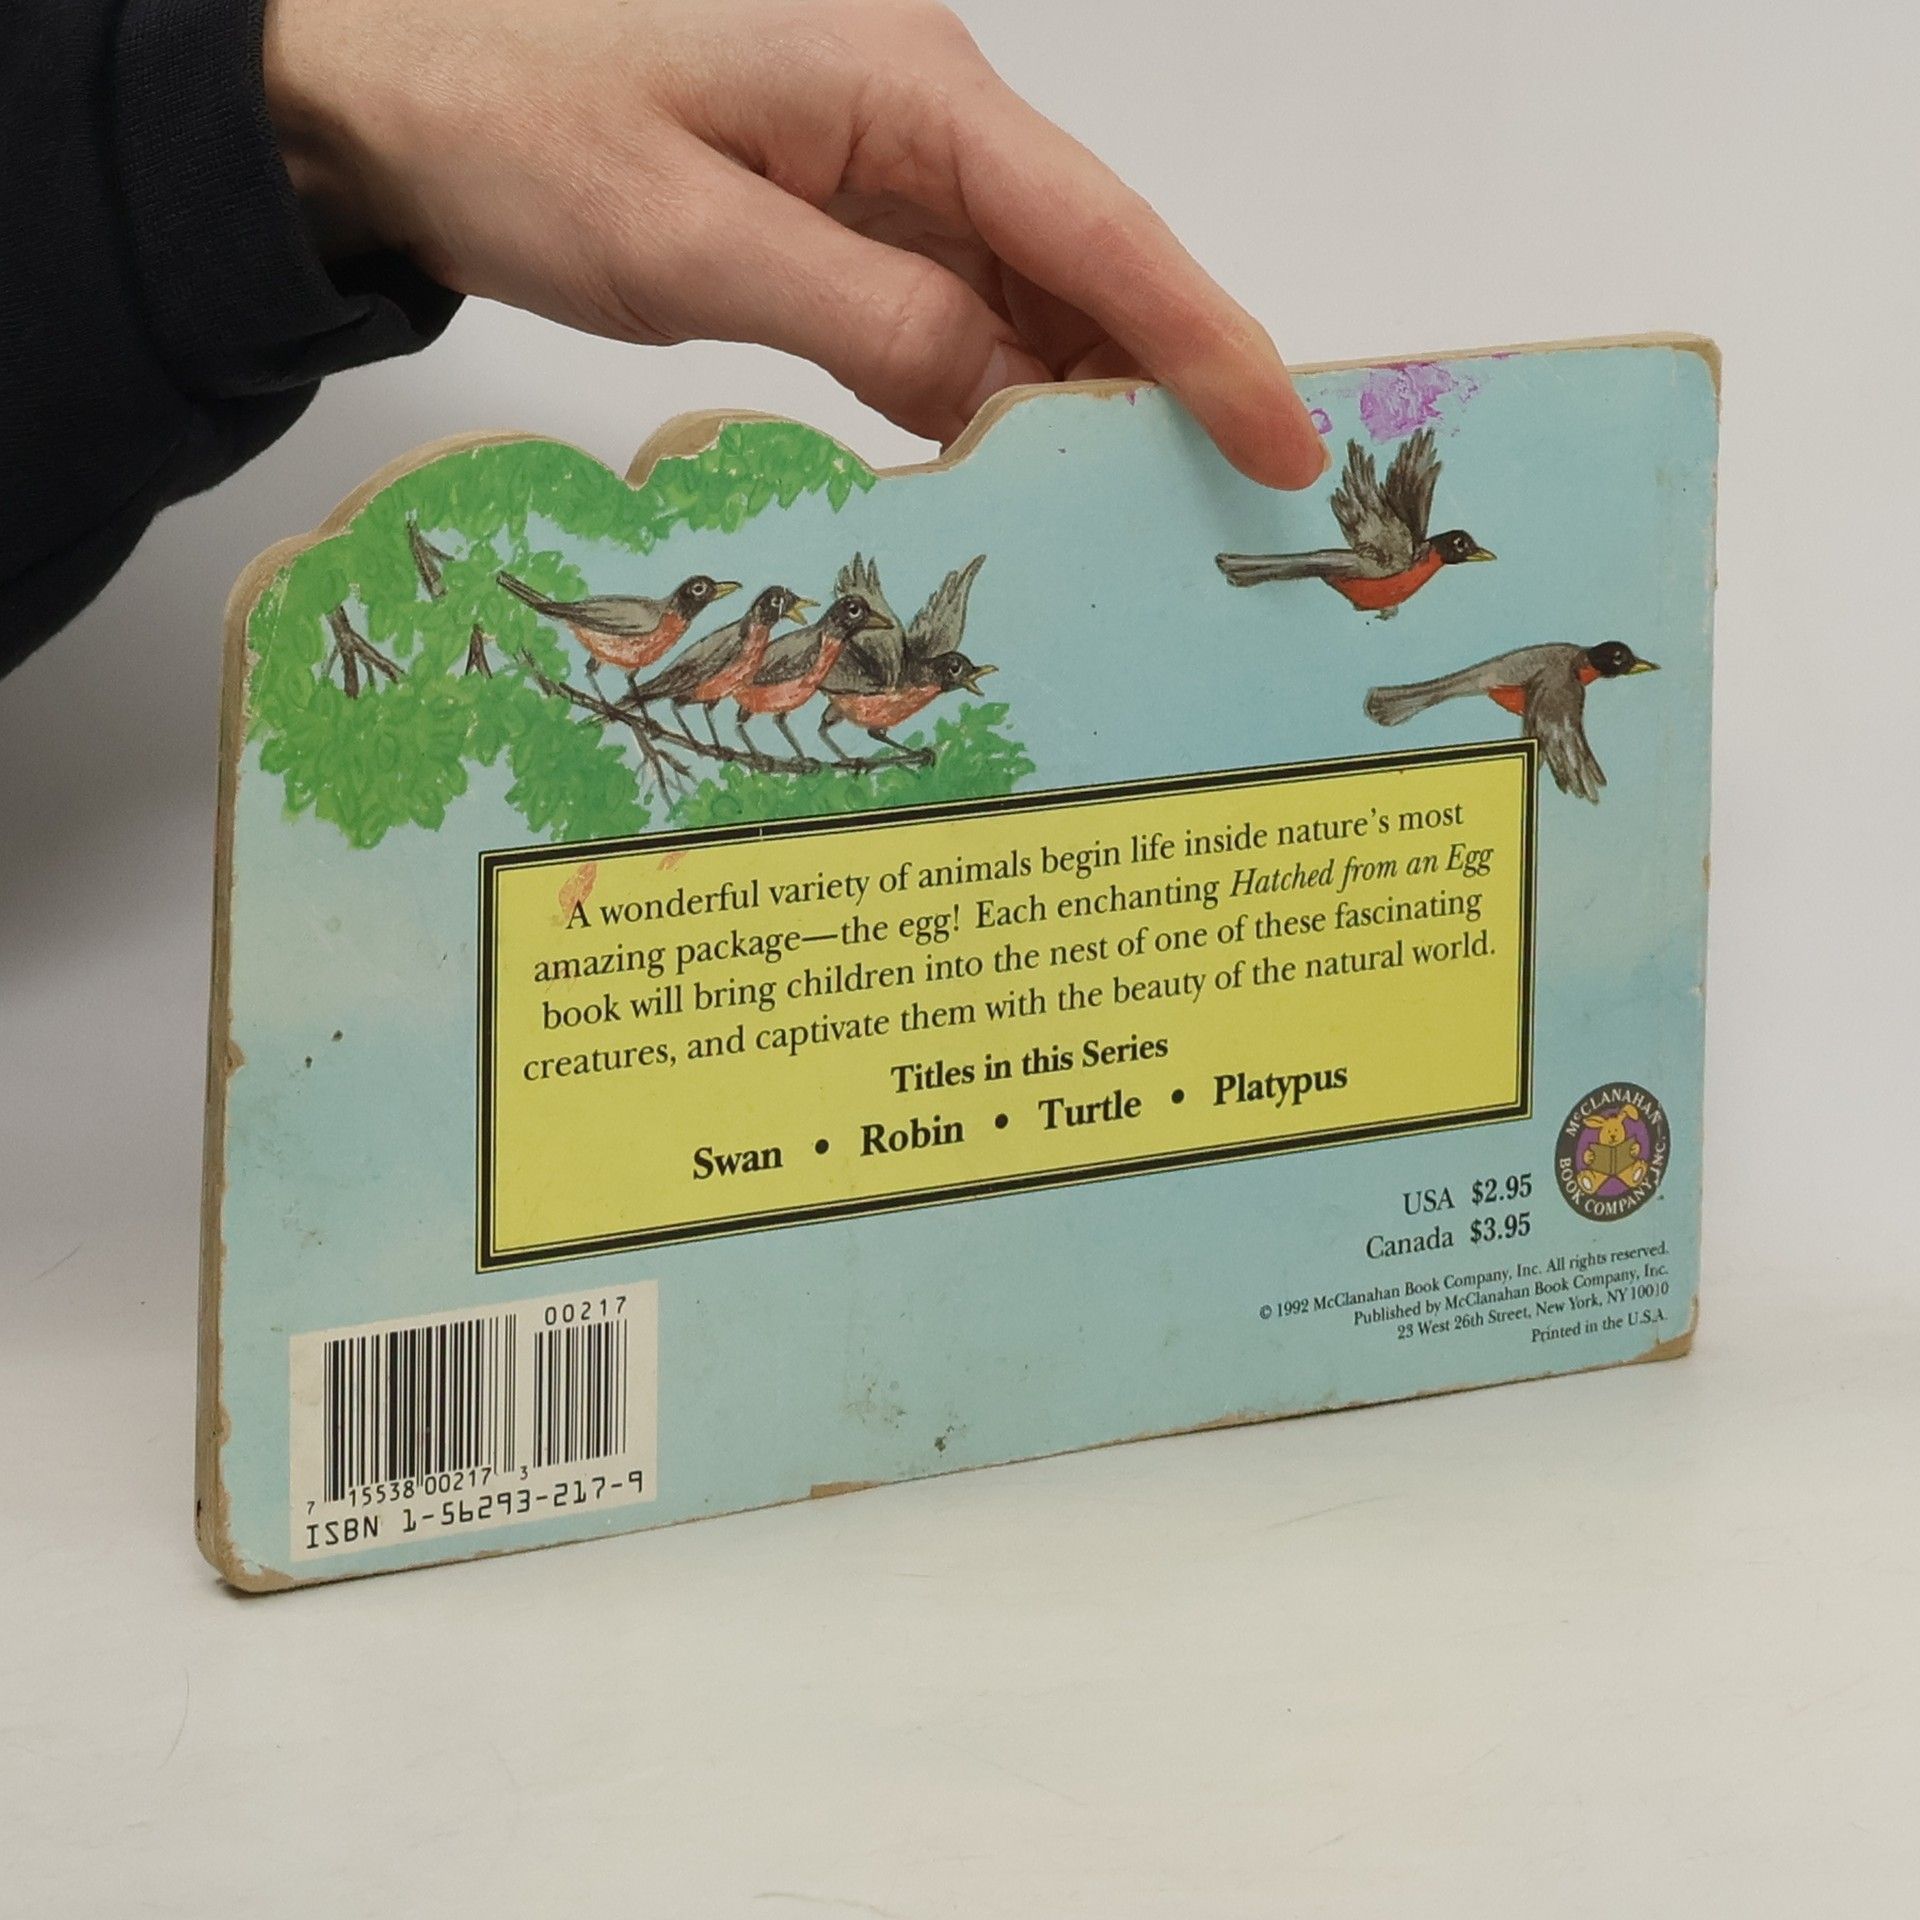 A wonderful variety of animals begin life inside nature's most
amazing package—the egg! Each enchanting Hatched from an Egg
book will bring children into the nest of one of these fascinating
creatures, and captivate them with the beauty of the natural world.
Titles in this Series
Swan • Robin • Turtle • Platypus
MCCLANAHAN
BOOK COMPANY, INC.
USA $2.95
Canada $3.95
© 1992 McClanahan Book Company, Inc. All rights reserved.
Published by McClanahan Book Company, Inc.
23 West 26th Street, New York, NY 10010
Printed in the U.S.A.
00217
7 15538 00217 3
ISBN 1-56293-217-9